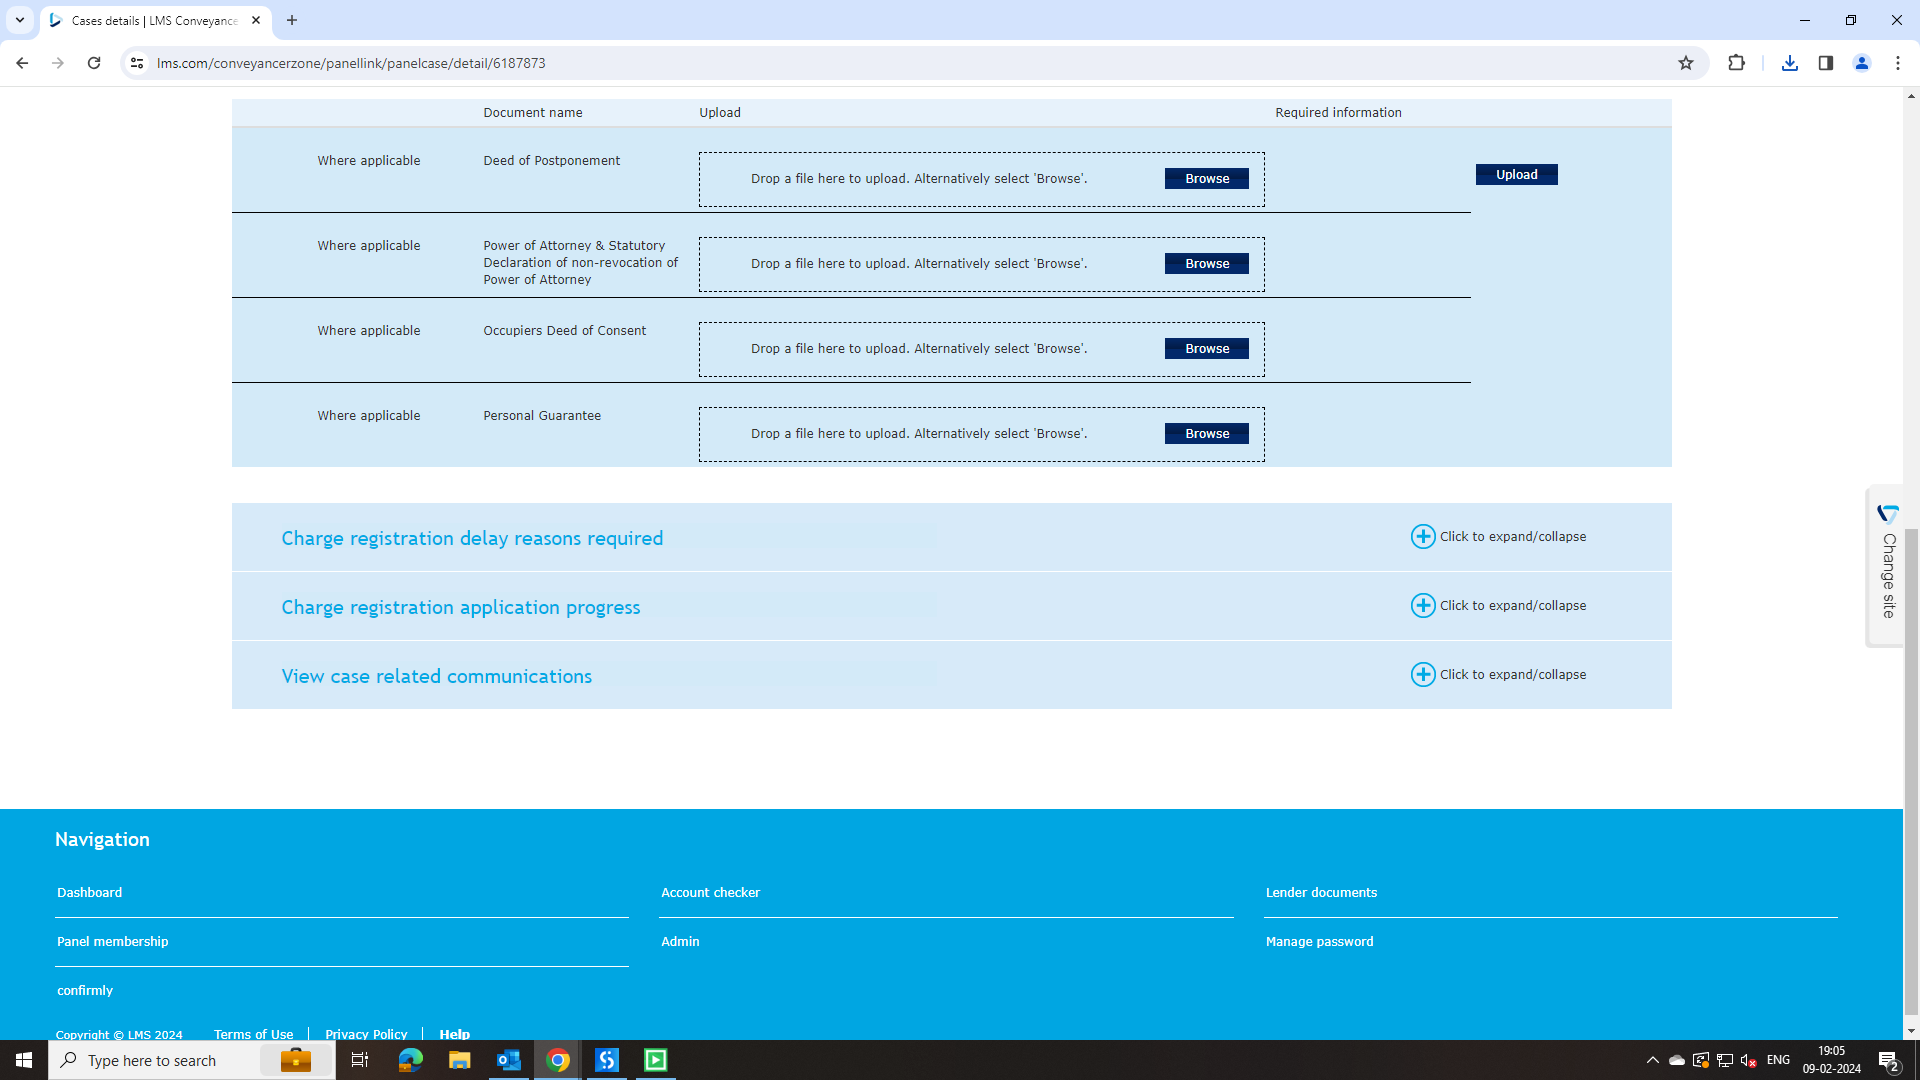 Cases details | LMS Conveyance
lms.com/conveyancerzone/panellink/panelcase/detail/6187873
Document name Upload Required information
Where applicable Deed of Postponement Drop a file here to upload. Alternatively select 'Browse'. Browse Upload
Where applicable Power of Attorney & Statutory
Declaration of non-revocation of
Power of Attorney
Drop a file here to upload. Alternatively select 'Browse'. Browse
Where applicable Occupiers Deed of Consent Drop a file here to upload. Alternatively select 'Browse'. Browse
Where applicable Personal Guarantee Drop a file here to upload. Alternatively select 'Browse'. Browse
Charge registration delay reasons required Click to expand/collapse
Charge registration application progress Click to expand/collapse
View case related communications Click to expand/collapse
Change site
Navigation
Dashboard Account checker Lender documents
Panel membership Admin Manage password
confirmly
Copyright © LMS 2024 Terms of Use Privacy Policy Help
Type here to search
ENG
19:05
09-02-2024
2